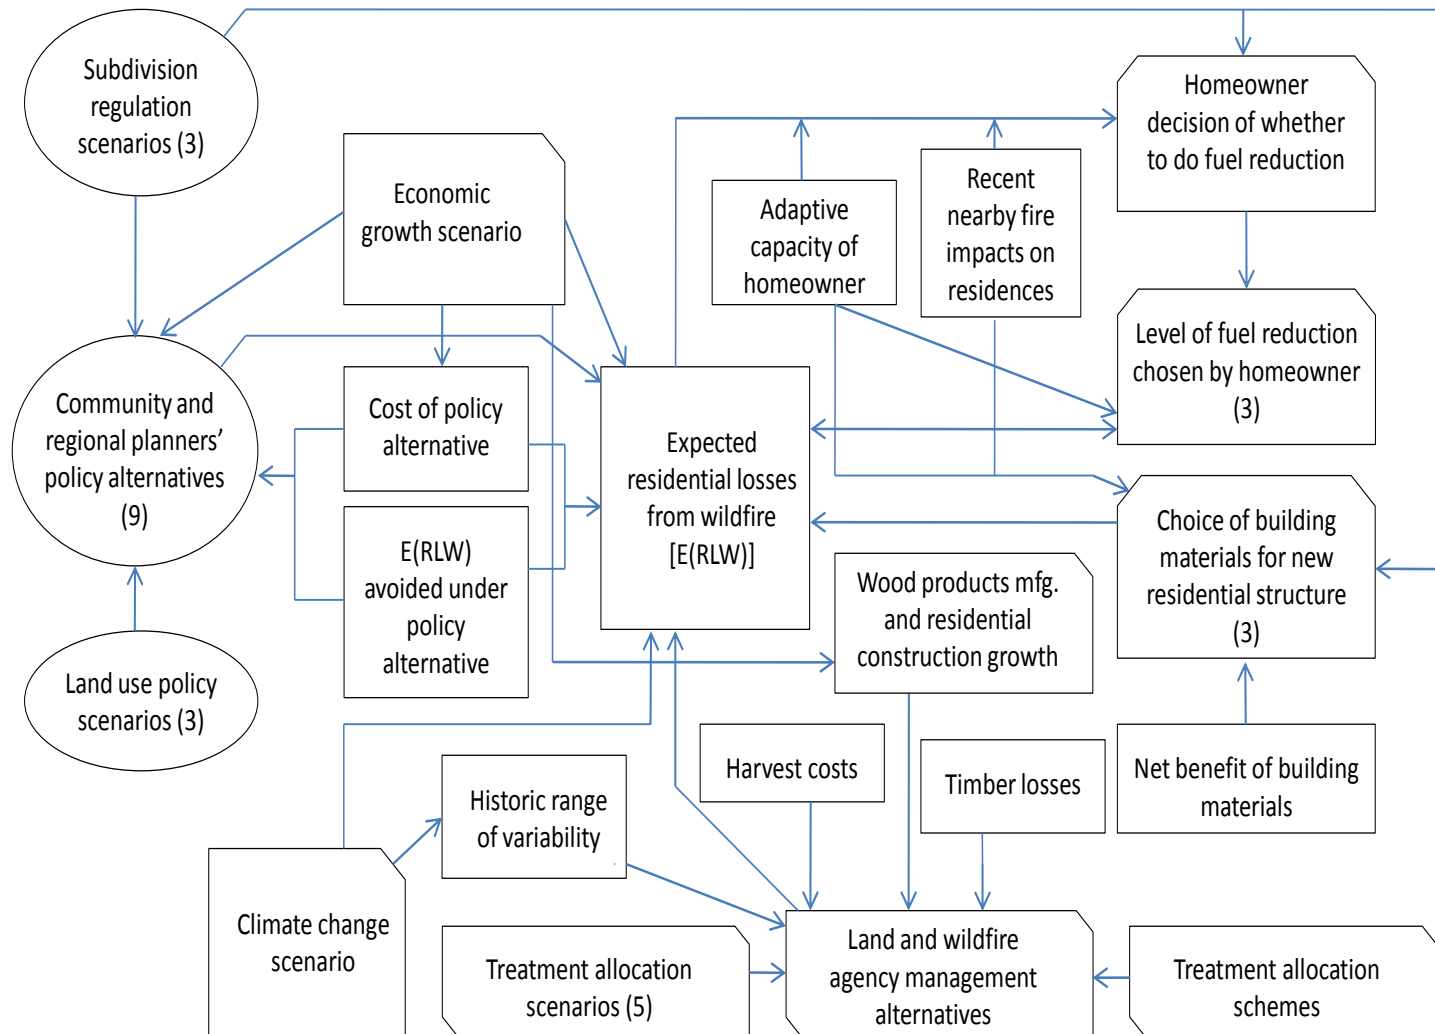 Subdivision
regulation
scenarios (3)
Homeowner
decision of whether
to do fuel reduction
Economic
growth scenario
Adaptive
capacity of
homeowner
Recent
nearby fire
impacts on
residences
Level of fuel reduction
chosen by homeowner
(3)
Community and
regional planners’
policy alternatives
(9)
Cost of policy
alternative
Expected
residential losses
from wildfire
[E(RLW)]
E(RLW)
avoided under
policy
alternative
Choice of building
materials for new
residential structure
(3)
Wood products mfg.
and residential
construction growth
Land use policy
scenarios (3)
Historic range
of variability
Harvest costs
Timber losses
Net benefit of building
materials
Climate change
scenario
Treatment allocation
scenarios (5)
Land and wildfire
agency management
alternatives
Treatment allocation
schemes